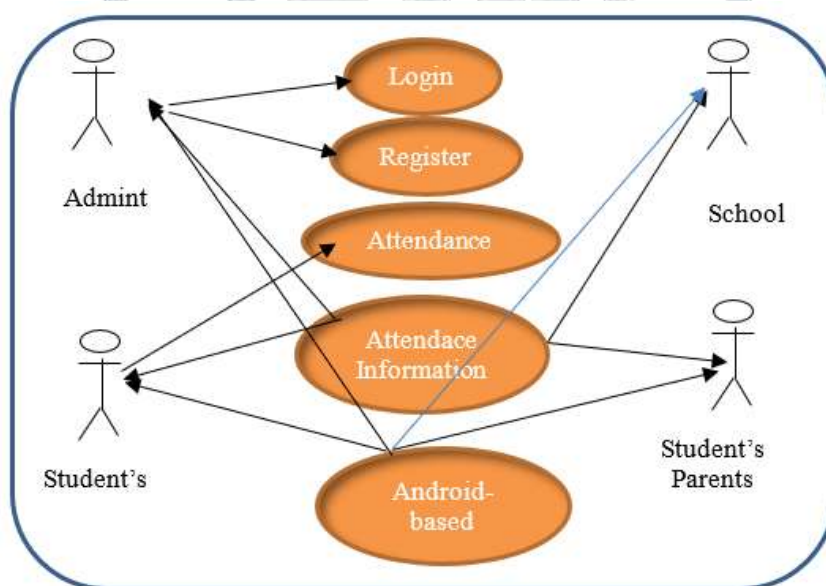 Login
Register
Admint
School
Attendance
Attendace
Information
Student's
Student's
Parents
Android-
based